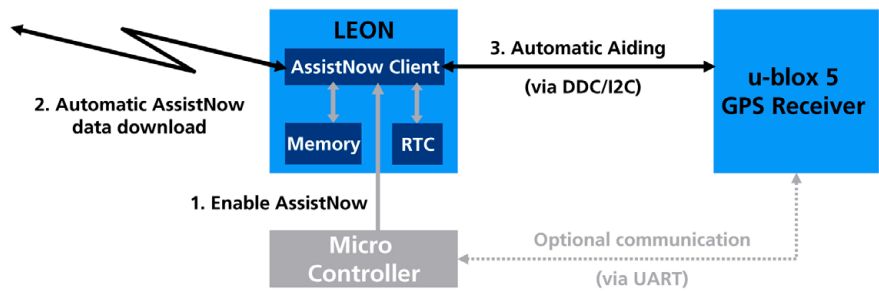 LEON
AssistNow Client
Memory
RTC
2. Automatic AssistNow
data download
3. Automatic Aiding
(via DDC/I2C)
u-blox 5
GPS Receiver
1. Enable AssistNow
Micro
Controller
Optional communication
(via UART)